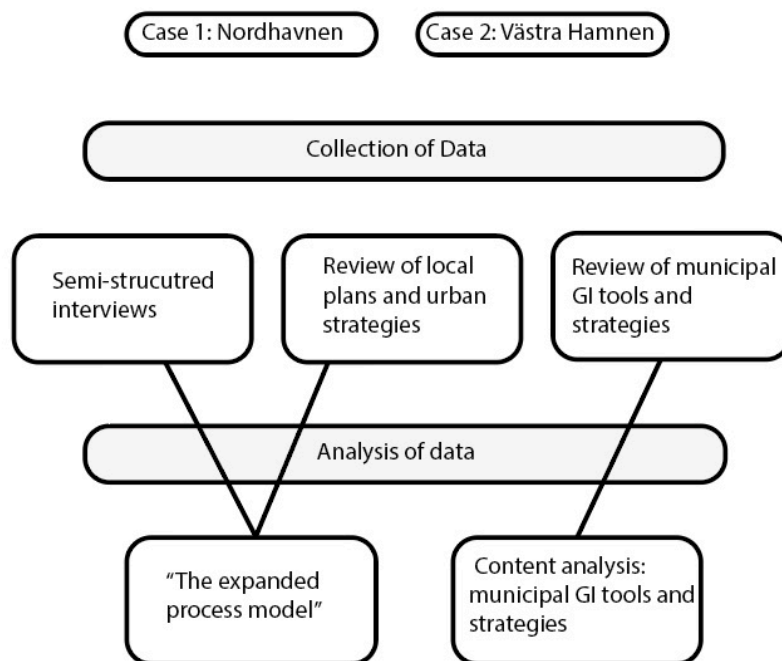 Case 1: Nordhavnen
Case 2: Västra Hamnen
Collection of Data
Semi-strucutred
interviews
Review of local
plans and urban
strategies
Review of municipal
GI tools and
strategies
Analysis of data
“The expanded
process model”
Content analysis:
municipal GI tools and
strategies